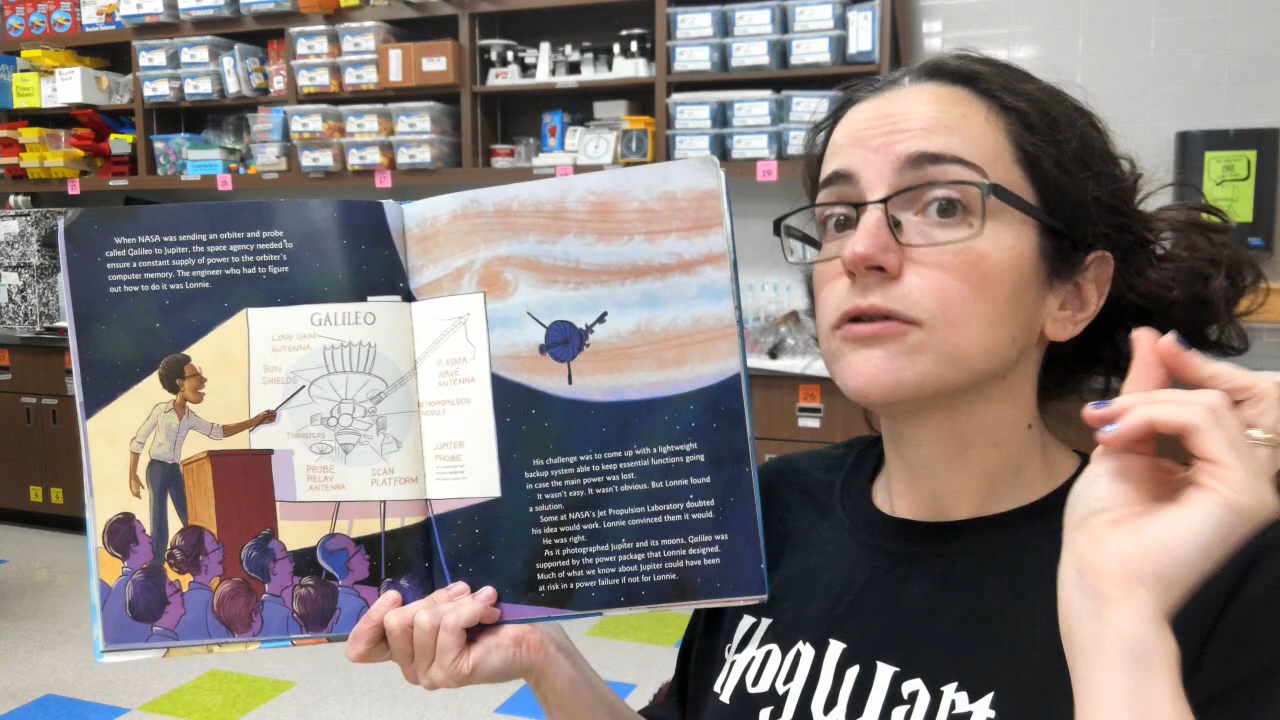 When NASA was sending an orbiter and probe
called Galileo to Jupiter, the space agency needed to
ensure a constant supply of power to the orbiter's
computer memory. The engineer who had to figure
out how to do it was Lonnie.
GALILEO
LOW GAIN
ANTENNA
SUN
SHIELDS
THRUSTERS
PROBE
RELAY
ANTENNA
SCAN
PLATFORM
PLASMA
WAVE
ANTENNA
RETROPROPULSION
MODULE
JUPITER
PROBE
His challenge was to come up with a lightweight
backup system able to keep essential functions going
in case the main power was lost.
It wasn't easy. It wasn't obvious. But Lonnie found
a solution.
Some at NASA's Jet Propulsion Laboratory doubted
his idea would work. Lonnie convinced them it would.
He was right.
As it photographed Jupiter and its moons, Galileo was
supported by the power package that Lonnie designed.
Much of what we know about Jupiter could have been
at risk in a power failure if not for Lonnie.
HogWart
Primary
Balance
17
19
26
9
9